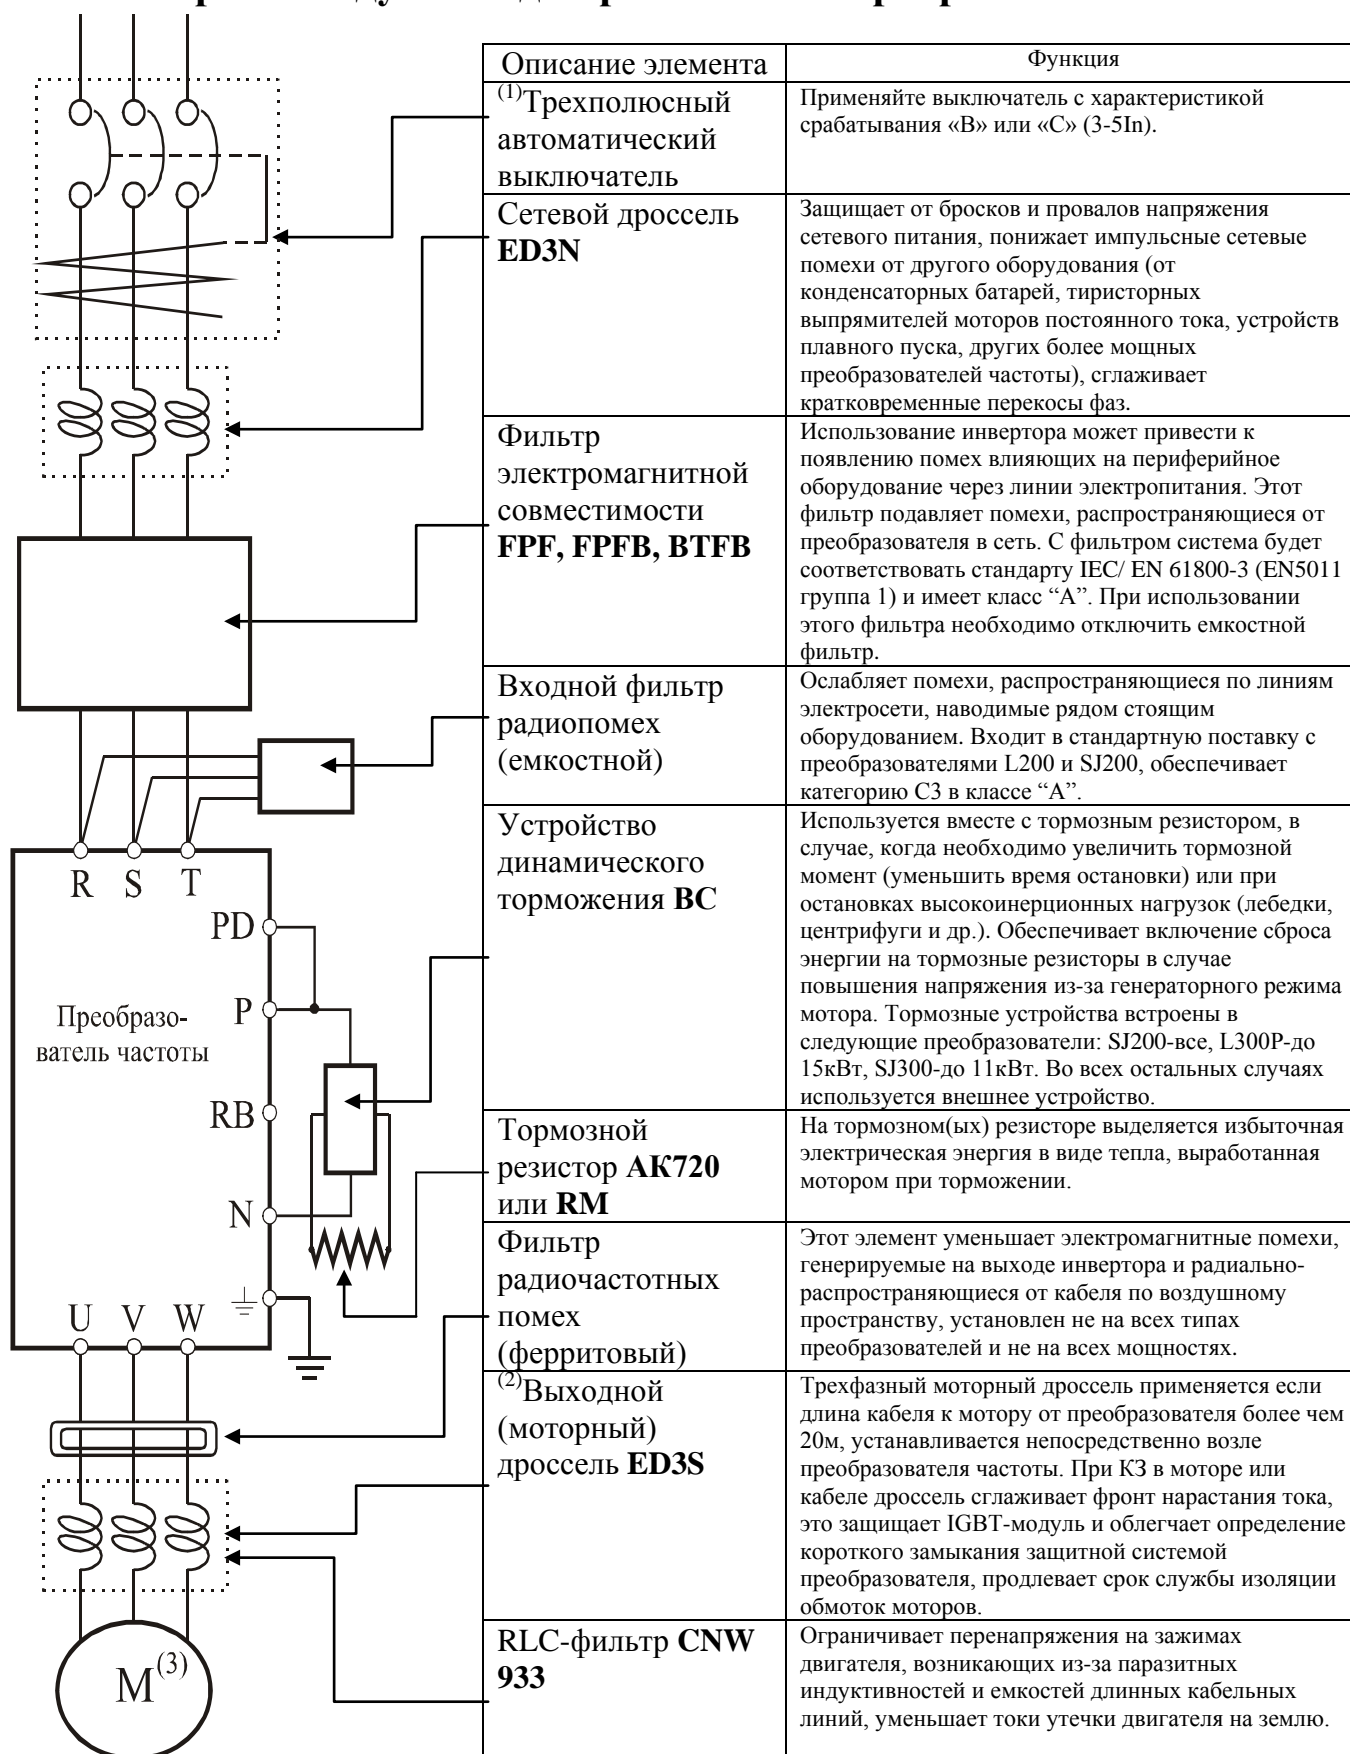 Описание элемента
Функция
(1)Трехполюсный
автоматический
выключатель
Применяйте выключатель с характеристикой
срабатывания «В» или «С» (3-5In).
Сетевой дроссель
ED3N
Защищает от бросков и провалов напряжения
сетевого питания, понижает импульсные сетевые
помехи от другого оборудования (от
конденсаторных батарей, тиристорных
выпрямителей моторов постоянного тока, устройств
плавного пуска, других более мощных
преобразователей частоты), сглаживает
кратковременные перекосы фаз.
Фильтр
электромагнитной
совместимости
FPF, FPFB, BTFB
Использование инвертора может привести к
появлению помех влияющих на периферийное
оборудование через линии электропитания. Этот
фильтр подавляет помехи, распространяющиеся от
преобразователя в сеть. С фильтром система будет
соответствовать стандарту IEC/ EN 61800-3 (EN5011
группа 1) и имеет класс “А”. При использовании
этого фильтра необходимо отключить емкостной
фильтр.
Входной фильтр
радиопомех
(емкостной)
Ослабляет помехи, распространяющиеся по линиям
электросети, наводимые рядом стоящим
оборудованием. Входит в стандартную поставку с
преобразователями L200 и SJ200, обеспечивает
категорию С3 в классе “А”.
Устройство
динамического
торможения ВС
Используется вместе с тормозным резистором, в
случае, когда необходимо увеличить тормозной
момент (уменьшить время остановки) или при
остановках высокоинерционных нагрузок (лебедки,
центрифуги и др.). Обеспечивает включение сброса
энергии на тормозные резисторы в случае
повышения напряжения из-за генераторного режима
мотора. Тормозные устройства встроены в
следующие преобразователи: SJ200-все, L300P-до
15кВт, SJ300-до 11кВт. Во всех остальных случаях
используется внешнее устройство.
Тормозной
резистор АК720
или RM
На тормозном(ых) резисторе выделяется избыточная
электрическая энергия в виде тепла, выработанная
мотором при торможении.
Фильтр
радиочастотных
помех
(ферритовый)
Этот элемент уменьшает электромагнитные помехи,
генерируемые на выходе инвертора и радиально-
распространяющиеся от кабеля по воздушному
пространству, установлен не на всех типах
преобразователей и не на всех мощностях.
(2)Выходной
(моторный)
дроссель ED3S
Трехфазный моторный дроссель применяется если
длина кабеля к мотору от преобразователя более чем
20м, устанавливается непосредственно возле
преобразователя частоты. При КЗ в моторе или
кабеле дроссель сглаживает фронт нарастания тока,
это защищает IGBT-модуль и облегчает определение
короткого замыкания защитной системой
преобразователя, продлевает срок службы изоляции
обмоток моторов.
RLC-фильтр CNW
933
Ограничивает перенапряжения на зажимах
двигателя, возникающих из-за паразитных
индуктивностей и емкостей длинных кабельных
линий, уменьшает токи утечки двигателя на землю.
R S T
PD
P
Преобразо-
ватель частоты
RB
N
U V W
M(3)